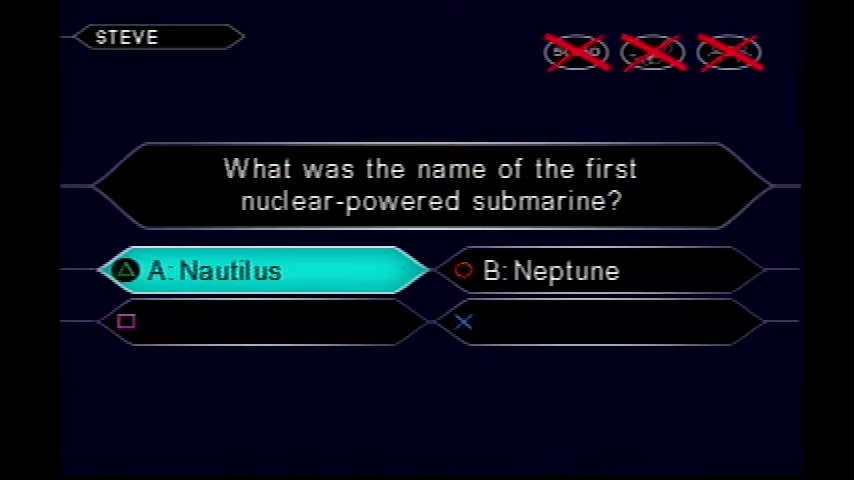 STEVE
What was the name of the first
nuclear-powered submarine?
A: Nautilus
B: Neptune